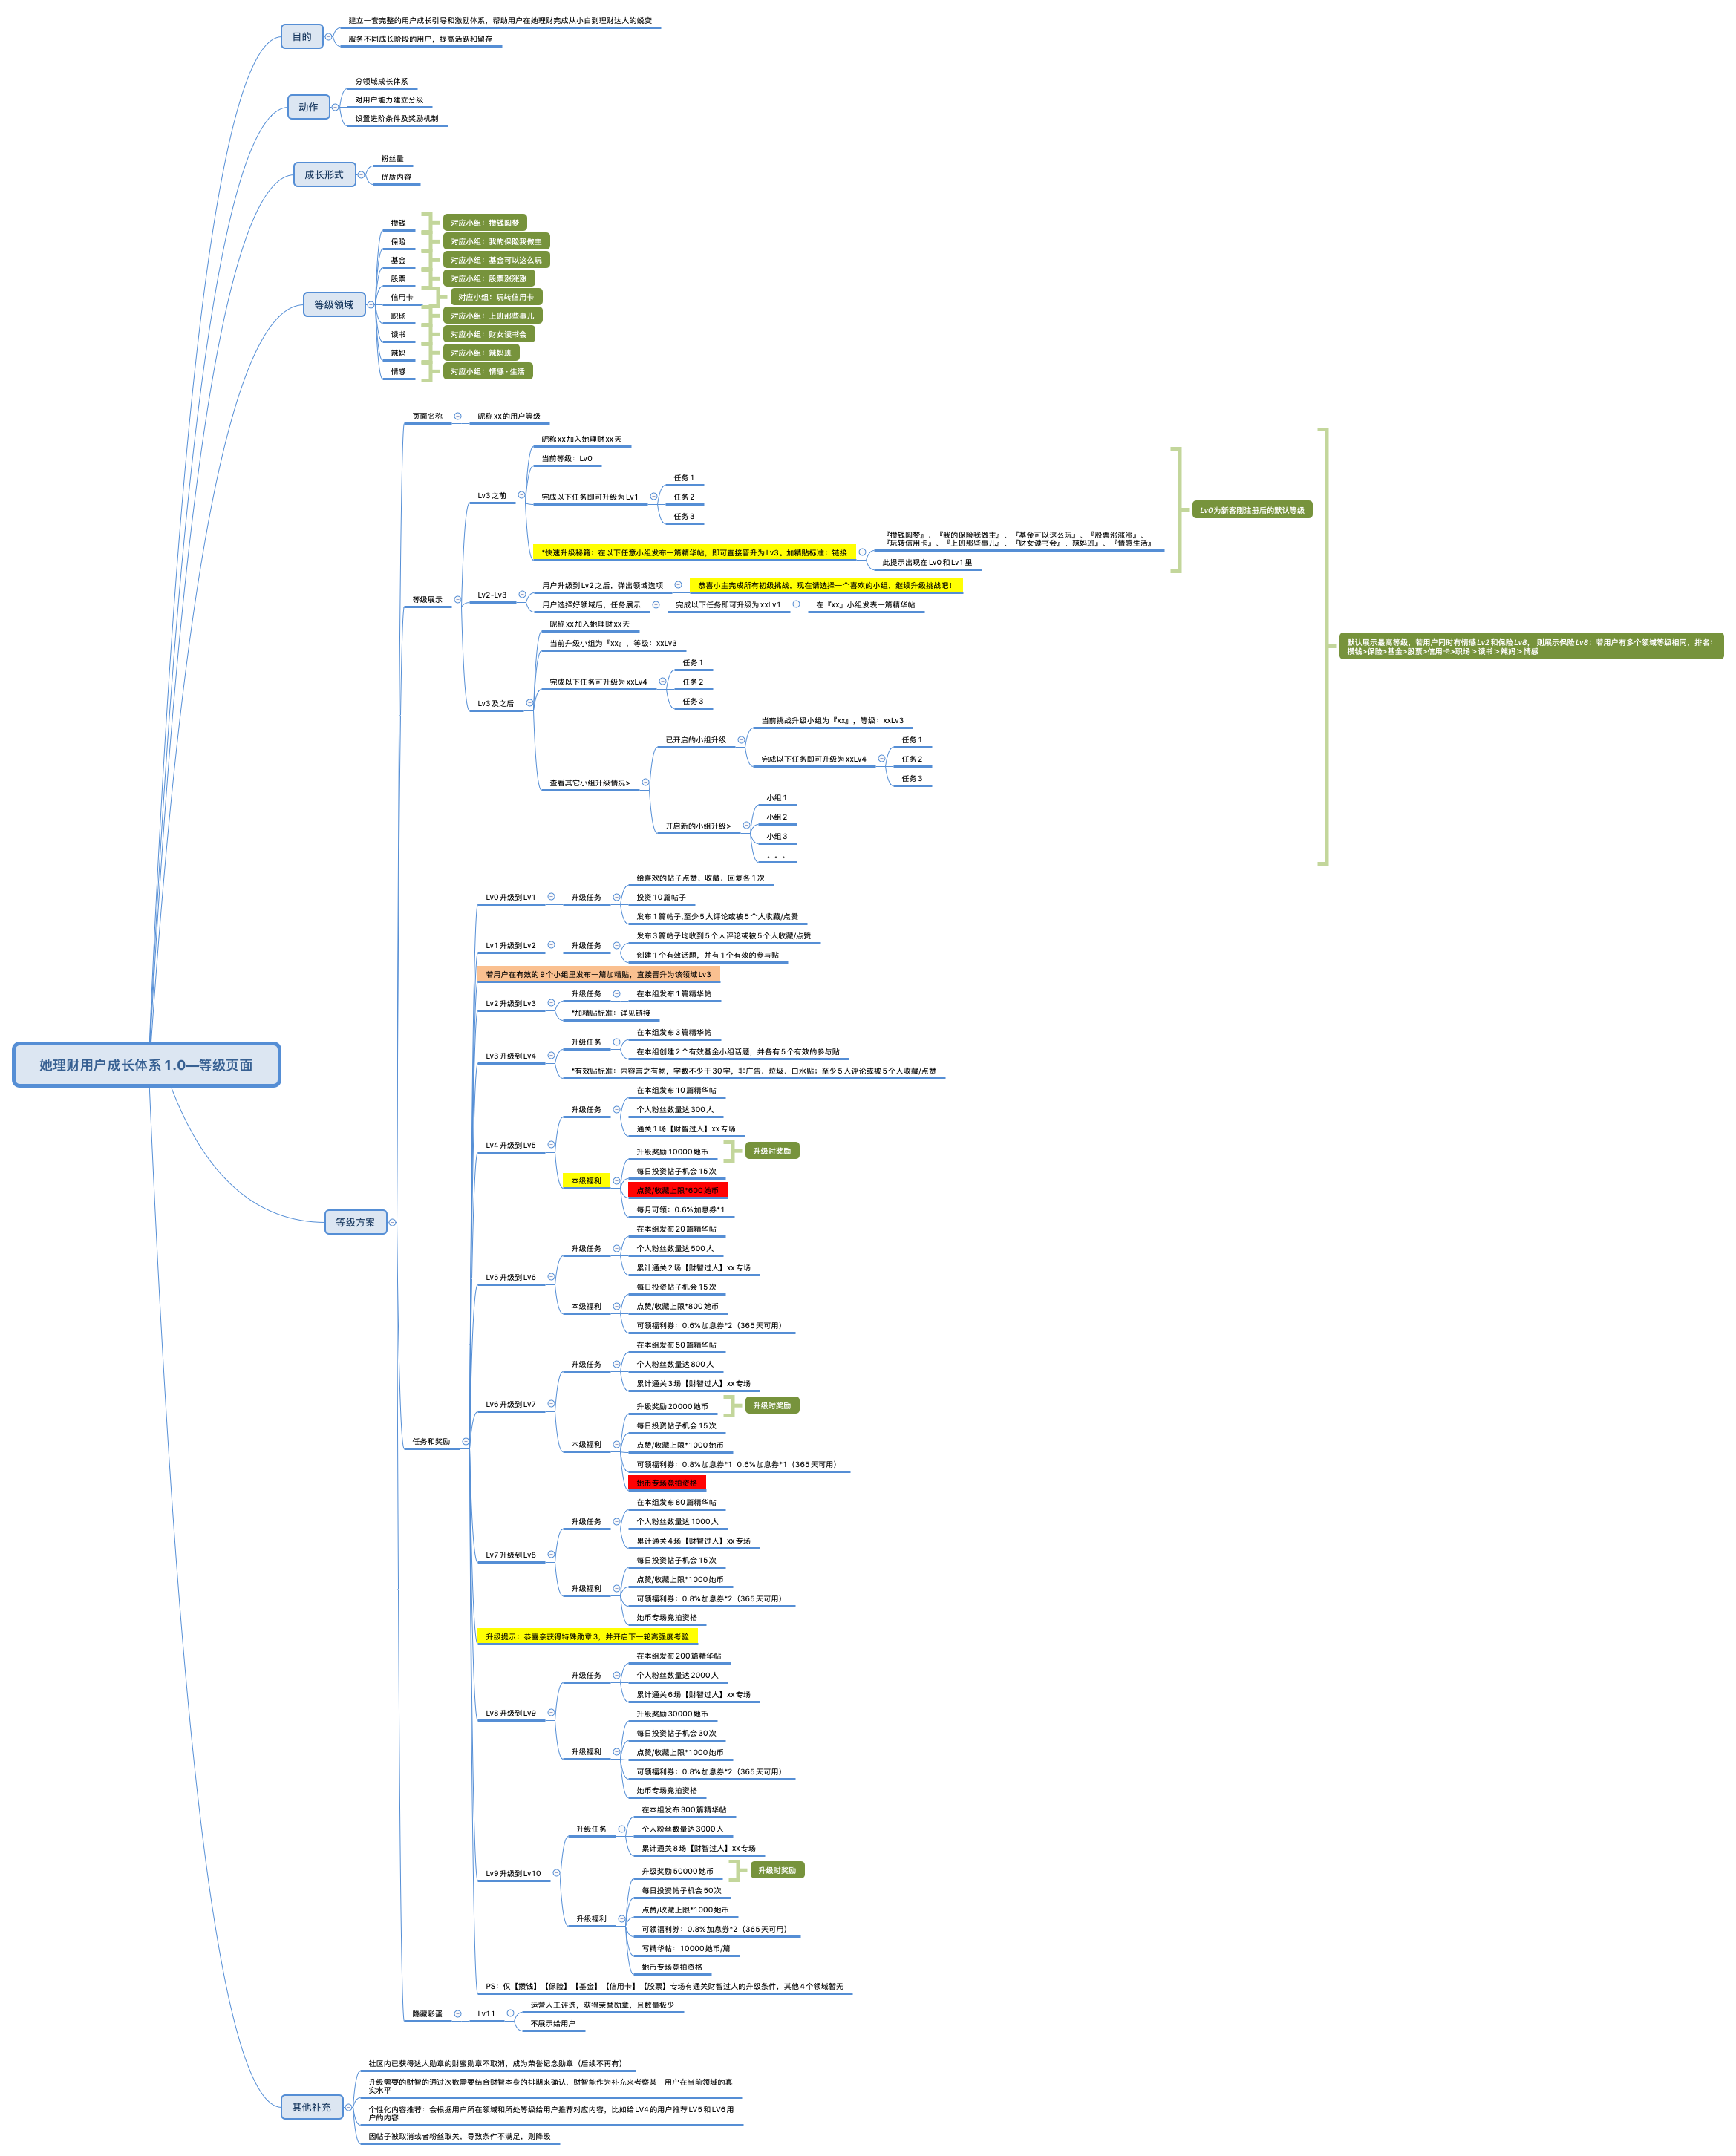 目的
建立一套完整的用户成长引导和激励体系，帮助用户在她理财完成从小白到理财达人的蜕变
服务不同成长阶段的用户，提高活跃和留存
动作
分领域成长体系
对用户能力建立分级
设置进阶条件及奖励机制
成长形式
粉丝量
优质内容
等级领域
攒钱
对应小组：攒钱圆梦
保险
对应小组：我的保险我做主
基金
对应小组：基金可以这么玩
股票
对应小组：股票涨涨涨
信用卡
对应小组：玩转信用卡
职场
对应小组：上班那些事儿
读书
对应小组：财女读书会
辣妈
对应小组：辣妈班
情感
对应小组：情感·生活
她理财用户成长体系1.0—等级页面
等级方案
页面名称
昵称xx的用户等级
等级展示
Lv3之前
昵称xx加入她理财xx天
当前等级：Lv0
完成以下任务即可升级为Lv1
任务1
任务2
任务3
*快速升级秘籍：在以下任意小组发布一篇精华帖，即可直接晋升为Lv3。加精贴标准：链接
『攒钱圆梦』、『我的保险我做主』、『基金可以这么玩』、『股票涨涨涨』、
『玩转信用卡』、『上班那些事儿』、『财女读书会』、辣妈班』、『情感生活』
此提示出现在Lv0和Lv1里
Lv0为新客刚注册后的默认等级
Lv2-Lv3
用户升级到Lv2之后，弹出领域选项
恭喜小主完成所有初级挑战，现在请选择一个喜欢的小组，继续升级挑战吧！
用户选择好领域后，任务展示
完成以下任务即可升级为xxLv1
在『xx』小组发表一篇精华帖
Lv3及之后
昵称xx加入她理财xx天
当前升级小组为『xx』，等级：xxLv3
完成以下任务可升级为xxLv4
任务1
任务2
任务3
查看其它小组升级情况>
已开启的小组升级
当前挑战升级小组为『xx』，等级：xxLv3
完成以下任务即可升级为xxLv4
任务1
任务2
任务3
开启新的小组升级>
小组1
小组2
小组3
。。。
默认展示最高等级，若用户同时有情感Lv2和保险Lv8， 则展示保险Lv8；若用户有多个领域等级相同，排名：
攒钱>保险>基金>股票>信用卡>职场>读书>辣妈>情感
任务和奖励
Lv0升级到Lv1
升级任务
给喜欢的帖子点赞、收藏、回复各1次
投资10篇帖子
发布1篇帖子,至少5人评论或被5个人收藏/点赞
Lv1升级到Lv2
升级任务
发布3篇帖子均收到5个人评论或被5个人收藏/点赞
创建1个有效话题，并有1个有效的参与贴
若用户在有效的9个小组里发布一篇加精贴，直接晋升为该领域Lv3
Lv2升级到Lv3
升级任务
在本组发布1篇精华帖
*加精贴标准：详见链接
Lv3升级到Lv4
升级任务
在本组发布3篇精华帖
在本组创建2个有效基金小组话题，并各有5个有效的参与贴
*有效贴标准：内容言之有物，字数不少于30字，非广告、垃圾、口水贴；至少5人评论或被5个人收藏/点赞
Lv4升级到Lv5
升级任务
在本组发布10篇精华帖
个人粉丝数量达300人
通关1场【财智过人】xx专场
本级福利
升级奖励10000她币
升级时奖励
每日投资帖子机会15次
点赞/收藏上限*600她币
每月可领：0.6%加息券*1
Lv5升级到Lv6
升级任务
在本组发布20篇精华帖
个人粉丝数量达500人
累计通关2场【财智过人】xx专场
本级福利
每日投资帖子机会15次
点赞/收藏上限*800她币
可领福利券：0.6%加息券*2（365天可用）
Lv6升级到Lv7
升级任务
在本组发布50篇精华帖
个人粉丝数量达800人
累计通关3场【财智过人】xx专场
本级福利
升级奖励20000她币
升级时奖励
每日投资帖子机会15次
点赞/收藏上限*1000她币
可领福利券：0.8%加息券*1 0.6%加息券*1（365天可用）
她币专场竞拍资格
Lv7升级到Lv8
升级任务
在本组发布80篇精华帖
个人粉丝数量达1000人
累计通关4场【财智过人】xx专场
升级福利
每日投资帖子机会15次
点赞/收藏上限*1000她币
可领福利券：0.8%加息券*2（365天可用）
她币专场竞拍资格
升级提示：恭喜亲获得特殊勋章3，并开启下一轮高强度考验
Lv8升级到Lv9
升级任务
在本组发布200篇精华帖
个人粉丝数量达2000人
累计通关6场【财智过人】xx专场
升级福利
升级奖励30000她币
每日投资帖子机会30次
点赞/收藏上限*1000她币
可领福利券：0.8%加息券*2（365天可用）
她币专场竞拍资格
Lv9升级到Lv10
升级任务
在本组发布300篇精华帖
个人粉丝数量达3000人
累计通关8场【财智过人】xx专场
升级福利
升级奖励50000她币
升级时奖励
每日投资帖子机会50次
点赞/收藏上限*1000她币
可领福利券：0.8%加息券*2（365天可用）
写精华帖：10000她币/篇
她币专场竞拍资格
PS：仅【攒钱】【保险】【基金】【信用卡】【股票】专场有通关财智过人的升级条件，其他4个领域暂无
隐藏彩蛋
Lv11
运营人工评选，获得荣誉勋章，且数量极少
不展示给用户
其他补充
社区内已获得达人勋章的财蜜勋章不取消，成为荣誉纪念勋章（后续不再有）
升级需要的财智的通过次数需要结合财智本身的排期来确认，财智能作为补充来考察某一用户在当前领域的真
实水平
个性化内容推荐：会根据用户所在领域和所处等级给用户推荐对应内容，比如给LV4的用户推荐LV5和LV6用
户的内容
因帖子被取消或者粉丝取关，导致条件不满足，则降级